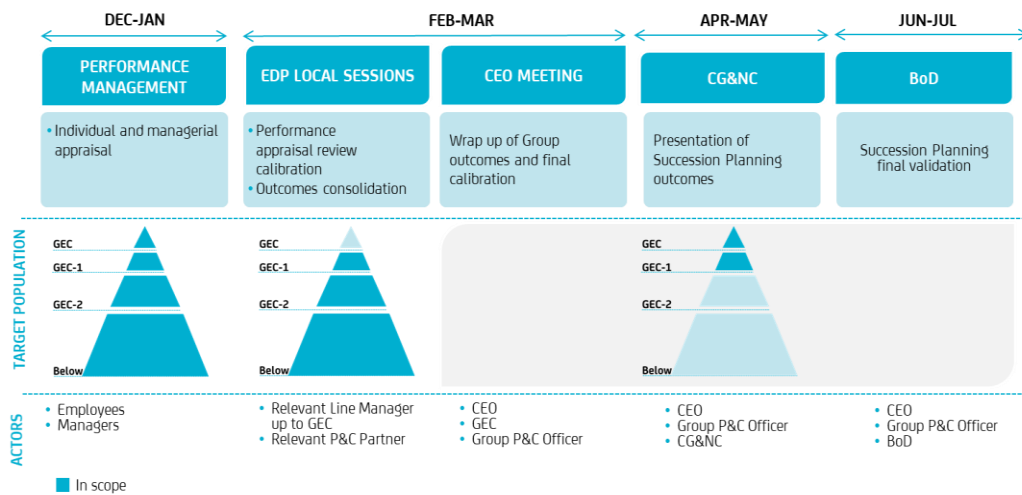 DEC-JAN
FEB-MAR
APR-MAY
JUN-JUL
PERFORMANCE
MANAGEMENT
EDP LOCAL SESSIONS
CEO MEETING
CG&NC
BoD
• Individual and managerial
appraisal
• Performance
appraisal review
calibration
• Outcomes consolidation
Wrap up of Group
outcomes and final
calibration
Presentation of
Succession Planning
outcomes
Succession Planning
final validation
TARGET POPULATION
GEC
GEC-1
GEC-2
Below
GEC
GEC-1
GEC-2
Below
GEC
GEC-1
GEC-2
Below
ACTORS
• Employees
• Managers
• Relevant Line Manager
up to GEC
• Relevant P&C Partner
• CEO
• GEC
• Group P&C Officer
• CEO
• Group P&C Officer
• CG&NC
• CEO
• Group P&C Officer
• BoD
In scope